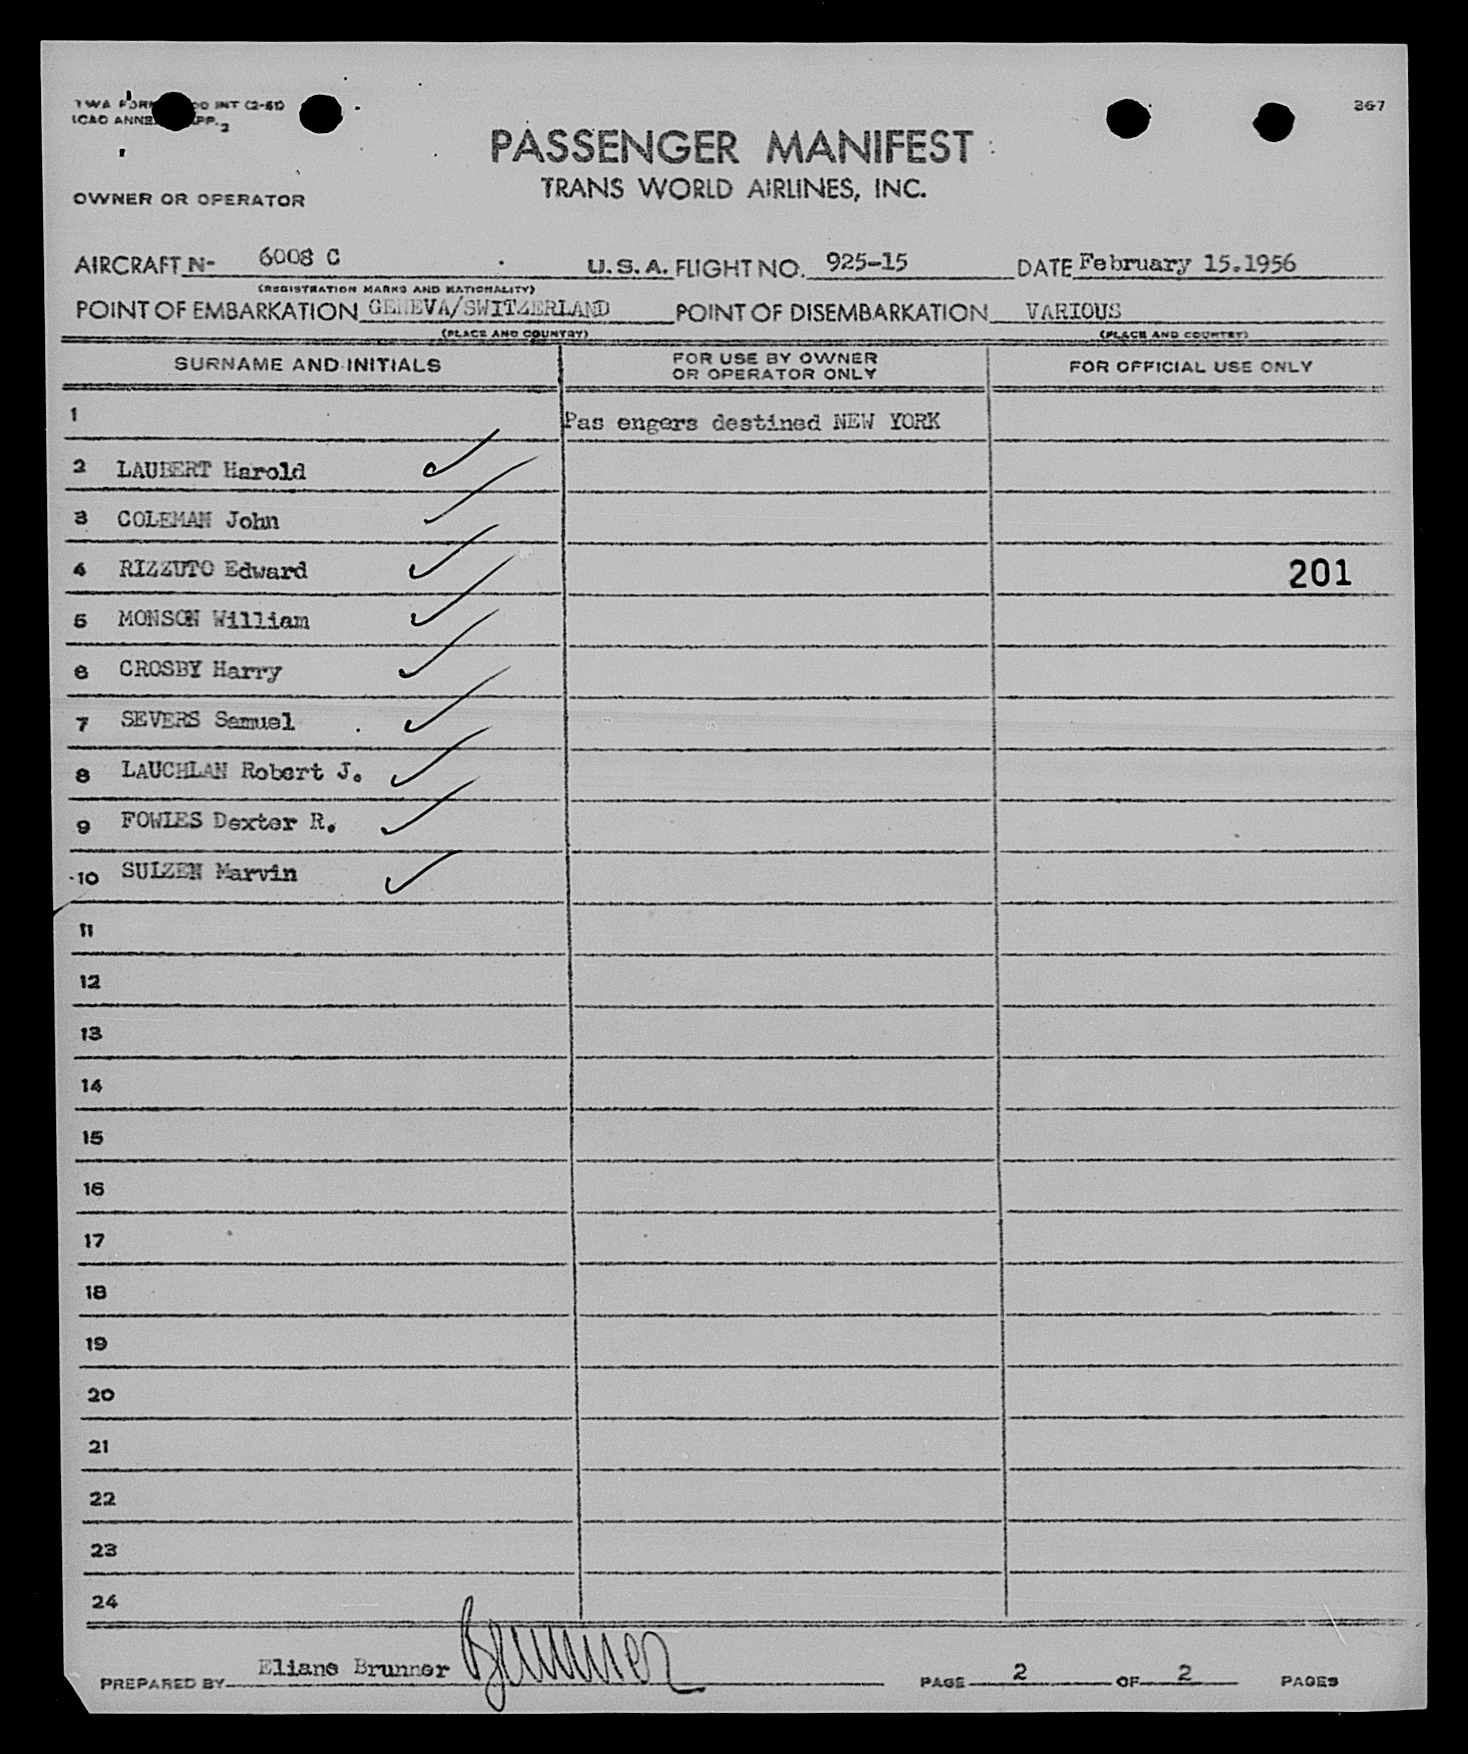 367
TWA FORM INT (2-51)
ICAO ANNEX APP. 3
PASSENGER MANIFEST
TRANS WORLD AIRLINES, INC.
OWNER OR OPERATOR
AIRCRAFT N- 6008 C U.S.A. FLIGHT NO. 925-15 DATE February 15.1956
(REGISTRATION MARKS AND NATIONALITY)
POINT OF EMBARKATION GENEVA/SWITZERLAND POINT OF DISEMBARKATION VARIOUS
(PLACE AND COUNTRY) (PLACE AND COUNTRY)
SURNAME AND INITIALS FOR USE BY OWNER OR OPERATOR ONLY FOR OFFICIAL USE ONLY
1 Pas engers destined NEW YORK
2 LAUBERT Harold
3 COLEMAN John
4 RIZZUTO Edward 201
5 MONSON William
6 CROSBY Harry
7 SEVERS Samuel
8 LAUCHLAN Robert J.
9 FOWLES Dexter R.
10 SULZEN Marvin
11
12
13
14
15
16
17
18
19
20
21
22
23
24
PREPARED BY Eliane Brunner Brunner PAGE 2 OF 2 PAGES